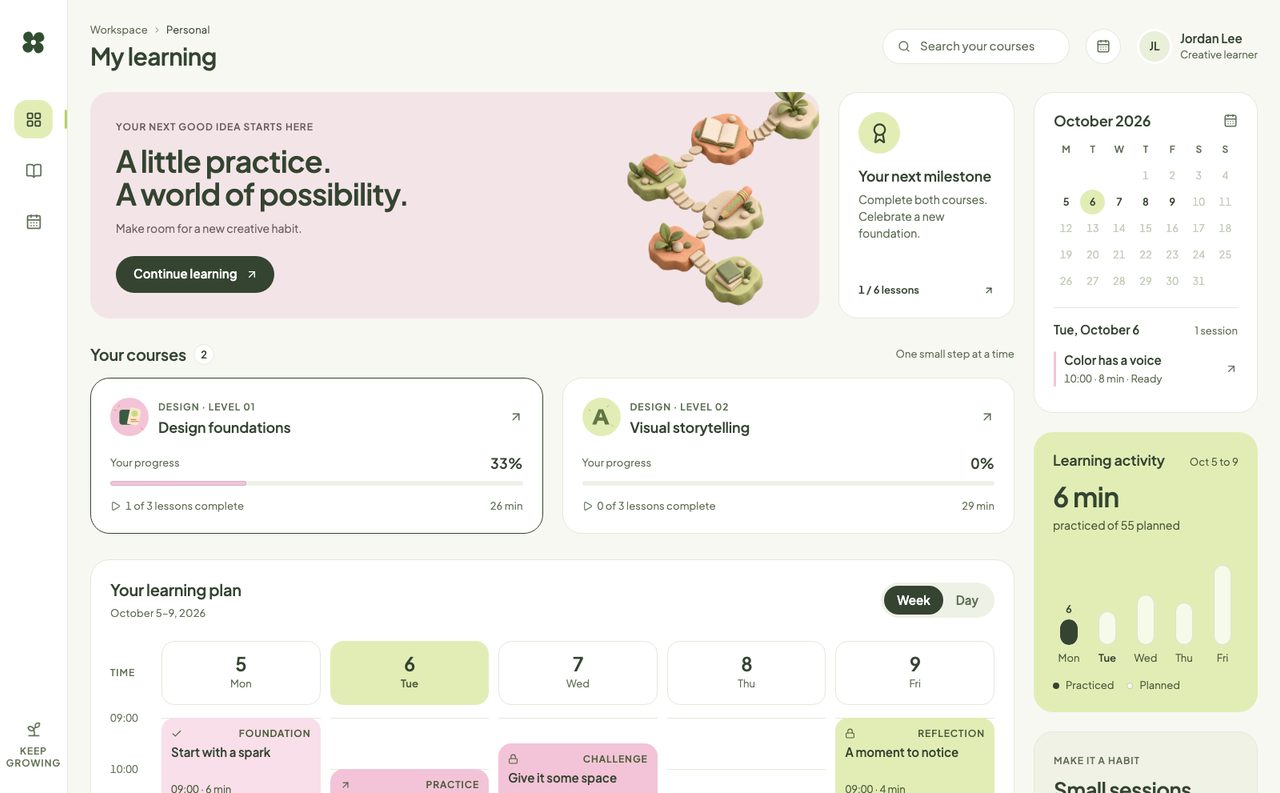 Workspace > Personal
My learning
Search your courses
JL
Jordan Lee
Creative learner
YOUR NEXT GOOD IDEA STARTS HERE
A little practice.
A world of possibility.
Make room for a new creative habit.
Continue learning
Your next milestone
Complete both courses.
Celebrate a new
foundation.
1 / 6 lessons
October 2026
M T W T F S S
1 2 3 4
5 6 7 8 9 10 11
12 13 14 15 16 17 18
19 20 21 22 23 24 25
26 27 28 29 30 31
Tue, October 6
1 session
Color has a voice
10:00 · 8 min · Ready
Your courses 2
One small step at a time
DESIGN · LEVEL 01
Design foundations
Your progress
33%
1 of 3 lessons complete
26 min
A
DESIGN · LEVEL 02
Visual storytelling
Your progress
0%
0 of 3 lessons complete
29 min
Learning activity
Oct 5 to 9
6 min
practiced of 55 planned
6
Mon Tue Wed Thu Fri
Practiced
Planned
Your learning plan
October 5–9, 2026
Week
Day
TIME
5
Mon
6
Tue
7
Wed
8
Thu
9
Fri
09:00
10:00
FOUNDATION
Start with a spark
09:00 · 6 min
PRACTICE
CHALLENGE
Give it some space
REFLECTION
A moment to notice
09:00 · 4 min
MAKE IT A HABIT
Small sessions
KEEP
GROWING